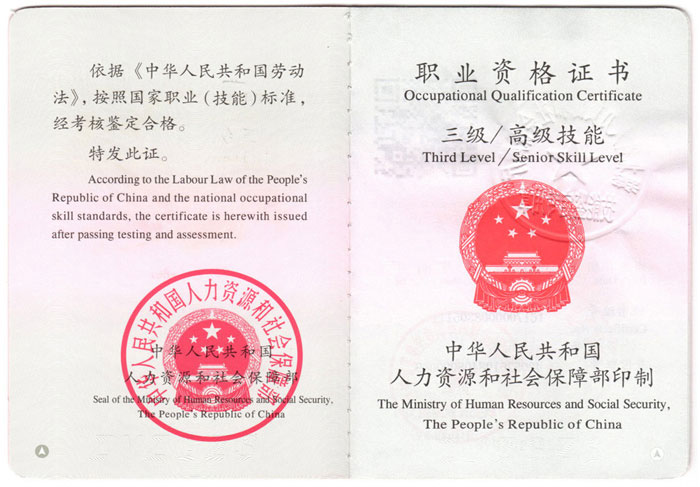 依据《中华人民共和国劳动
法》，按照国家职业(技能)标准，
经考核鉴定合格。
特发此证。
According to the Labour Law of the People's
Republic of China and the national occupational
skill standards, the certificate is herewith issued
after passing testing and assessment.
中华人民共和国人力资源和社会保障部
中华人民共和国
人力资源和社会保障部
Seal of the Ministry of Human Resources and Social Security,
The People's Republic of China
职业资格证书
Occupational Qualification Certificate
三级/高级技能
Third Level/Senior Skill Level
中华人民共和国
人力资源和社会保障部印制
The Ministry of Human Resources and Social Security,
The People's Republic of China